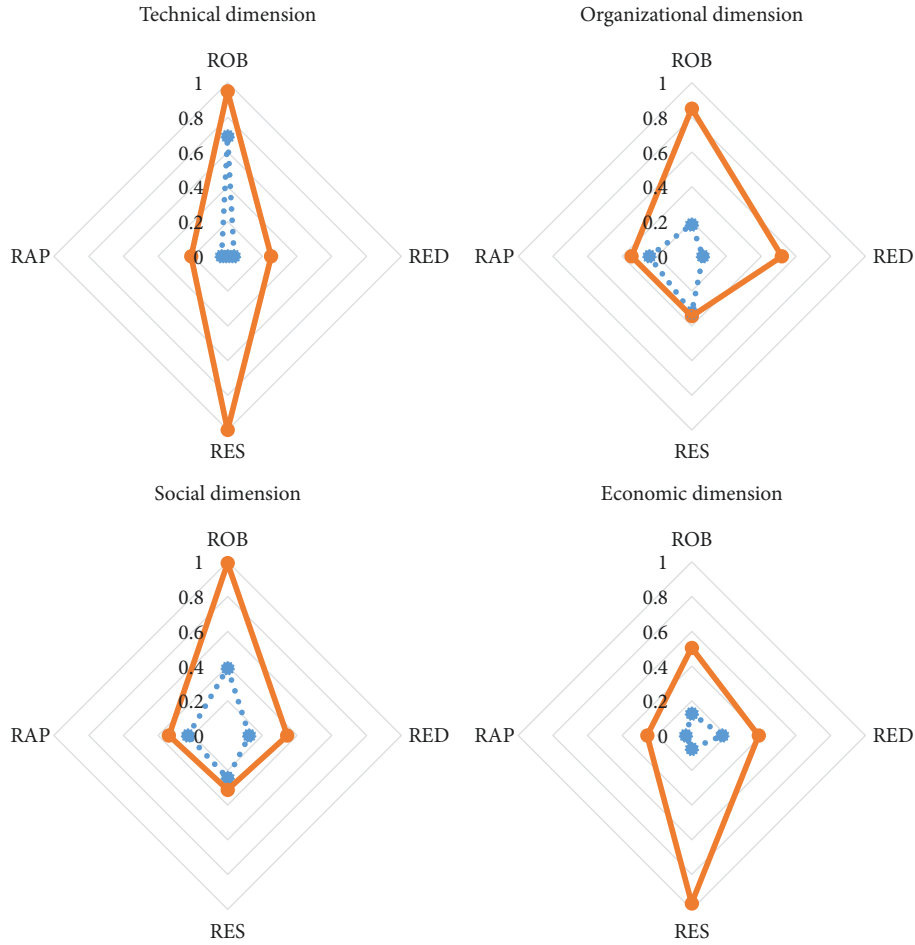 Technical dimension
ROB
1
0.8
0.6
0.4
0.2
0
RAP
RED
RES
Organizational dimension
ROB
1
0.8
0.6
0.4
0.2
0
RAP
RED
RES
Social dimension
ROB
1
0.8
0.6
0.4
0.2
0
RAP
RED
RES
Economic dimension
ROB
1
0.8
0.6
0.4
0.2
0
RAP
RED
RES